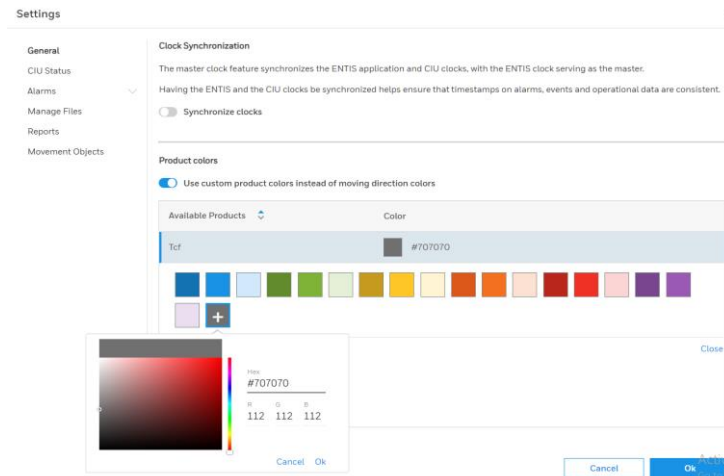 Settings
General
CIU Status
Alarms
Manage Files
Reports
Movement Objects
Clock Synchronization
The master clock feature synchronizes the ENTIS application and CIU clocks, with the ENTIS clock serving as the master.
Having the ENTIS and the CIU clocks be synchronized helps ensure that timestamps on alarms, events and operational data are consistent.
Synchronize clocks
Product colors
Use custom product colors instead of moving direction colors
Available Products Color
Tcf #707070
+
Close
Hex
#707070
R G B
112 112 112
Cancel Ok
Cancel Ok